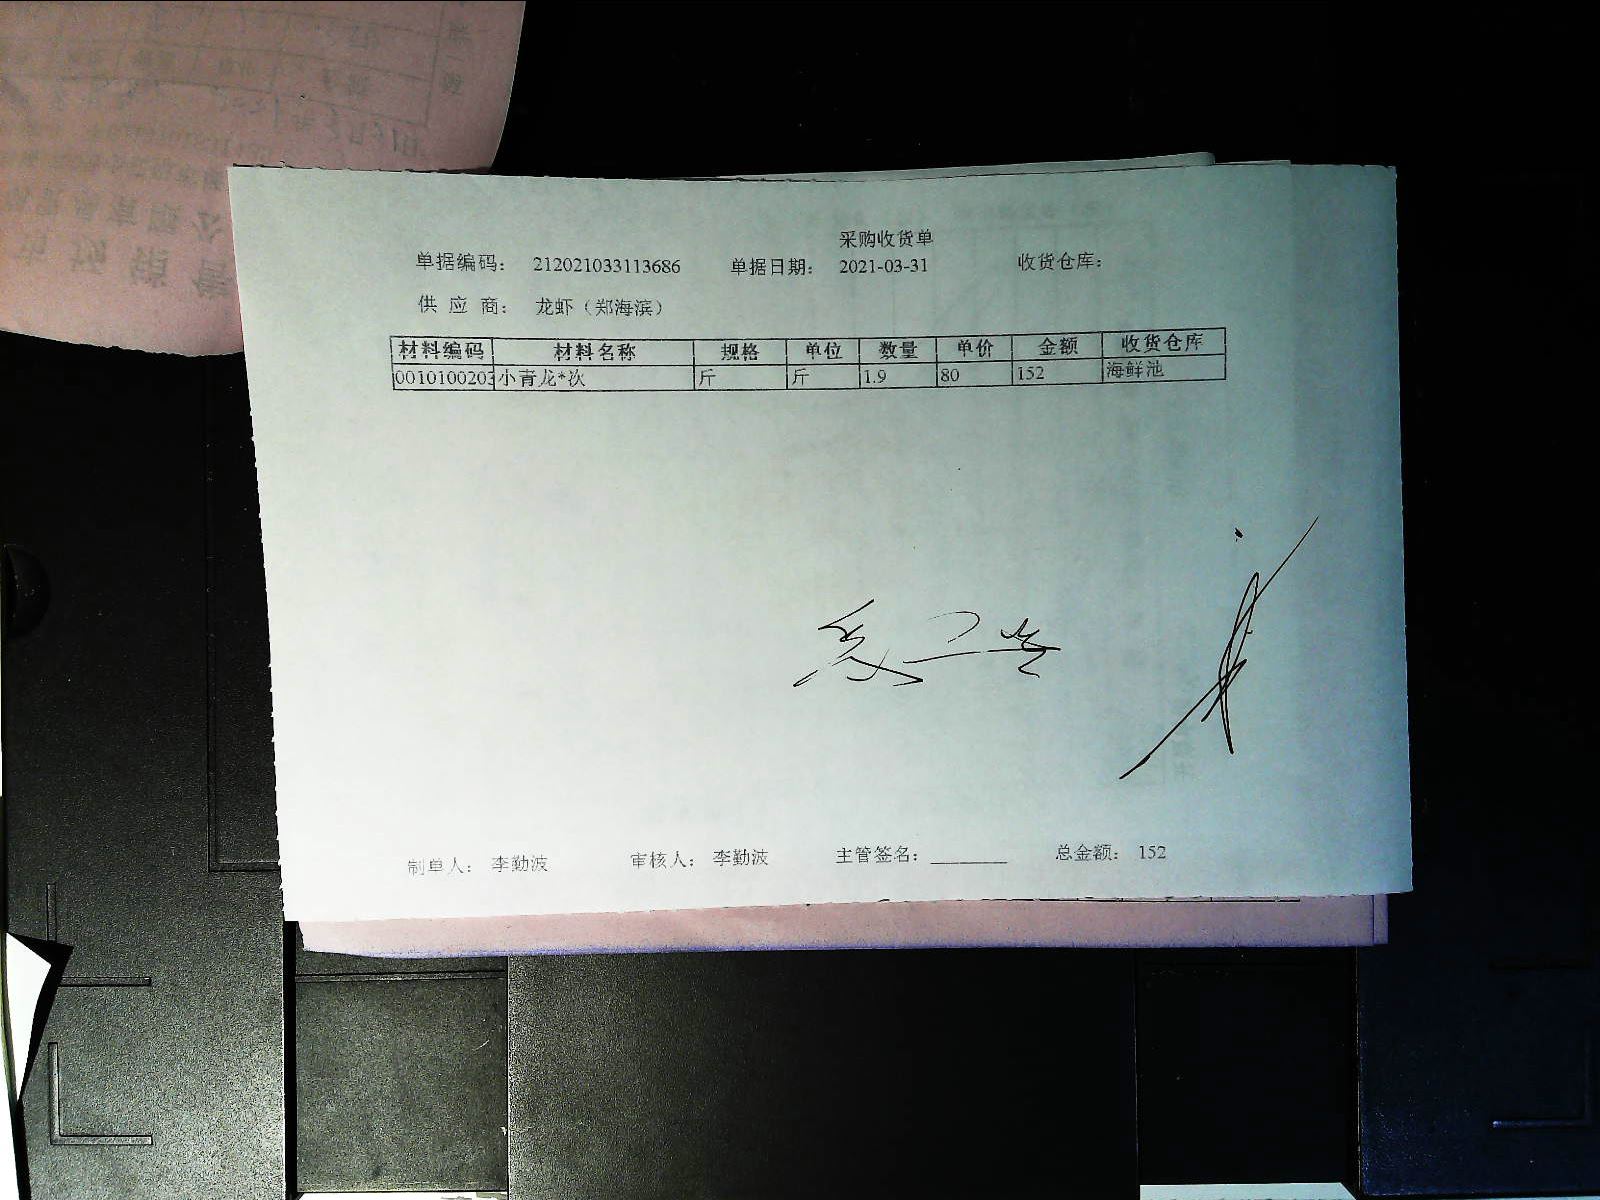 采购收货单
单据编码： 212021033113686 单据日期： 2021-03-31 收货仓库：
供 应 商： 龙虾（郑海滨）
材料编码 材料名称 规格 单位 数量 单价 金额 收货仓库
0010100203 小青龙*次 斤 斤 1.9 80 152 海鲜池
制单人： 李勤波 审核人： 李勤波 主管签名： 总金额： 152